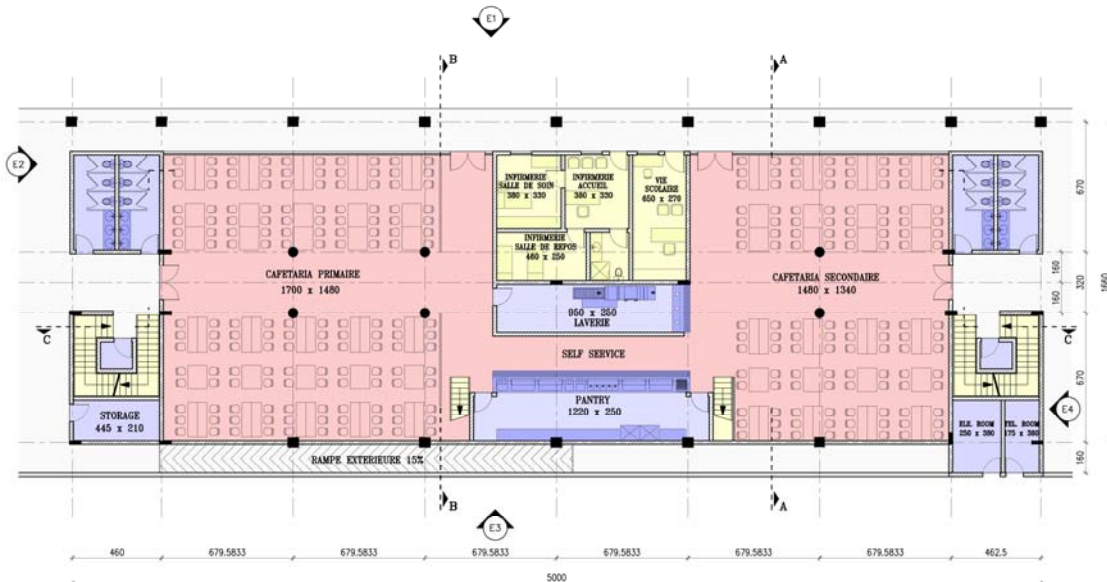 E1
B
A
E2
INFIRMERIE
SALLE DE SOIN
380 x 330
INFIRMERIE
ACCUEIL
380 x 330
VIE
SCOLAIRE
650 x 270
INFIRMERIE
SALLE DE REPOS
460 x 250
670
CAFETARIA PRIMAIRE
1700 x 1480
CAFETARIA SECONDAIRE
1480 x 1340
160
320
160
1660
950 x 250
LAVERIE
C
C
SELF SERVICE
670
PANTRY
1220 x 250
STORAGE
445 x 210
ELE. ROOM
250 x 380
TEL. ROOM
175 x 380
E4
RAMPE EXTERIEURE 15%
160
B
A
E3
460
679.5833
679.5833
679.5833
679.5833
679.5833
679.5833
462.5
5000